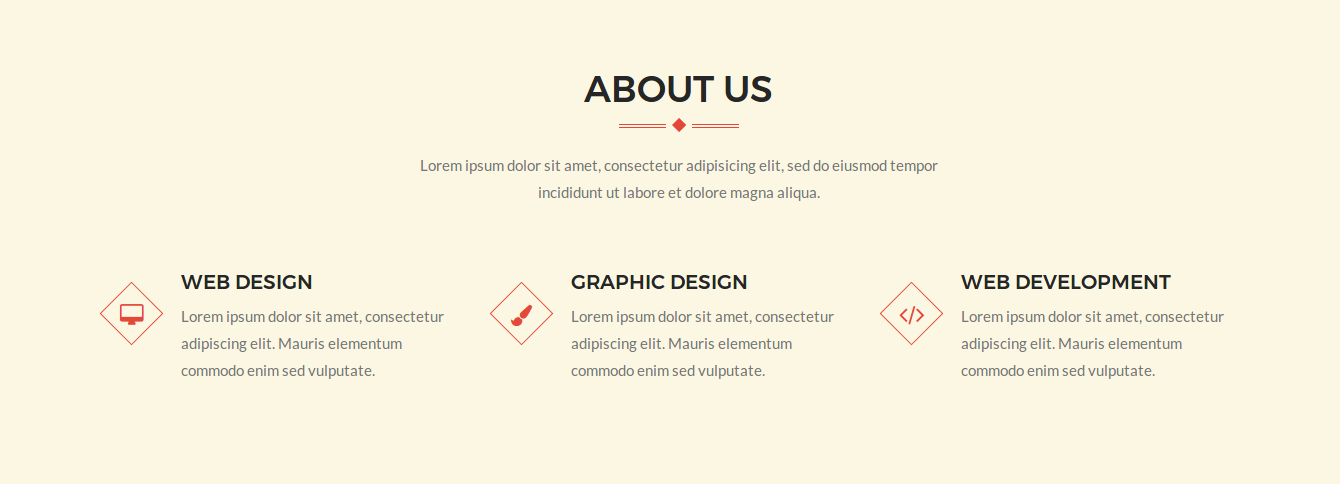 ABOUT US
Lorem ipsum dolor sit amet, consectetur adipisicing elit, sed do eiusmod tempor
incididunt ut labore et dolore magna aliqua.
WEB DESIGN
Lorem ipsum dolor sit amet, consectetur
adipiscing elit. Mauris elementum
commodo enim sed vulputate.
GRAPHIC DESIGN
Lorem ipsum dolor sit amet, consectetur
adipiscing elit. Mauris elementum
commodo enim sed vulputate.
WEB DEVELOPMENT
Lorem ipsum dolor sit amet, consectetur
adipiscing elit. Mauris elementum
commodo enim sed vulputate.